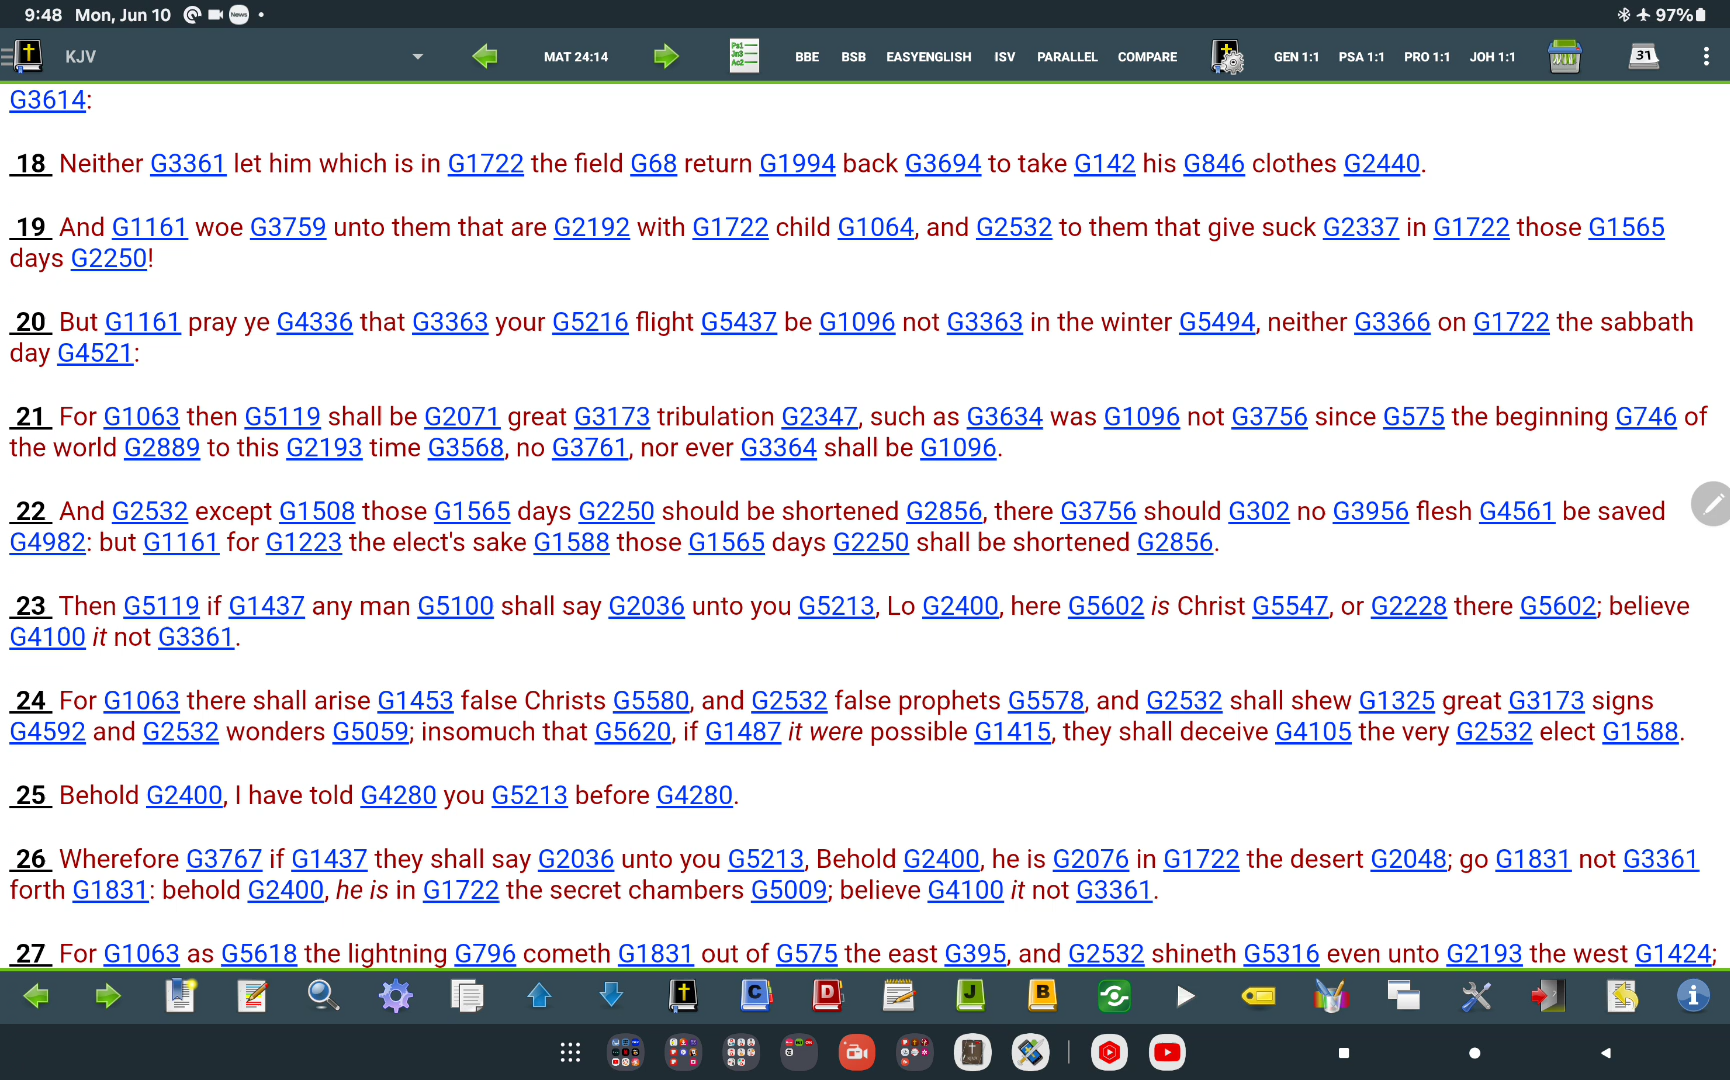 9:48 Mon, Jun 10 News • 97%
KJV MAT 24:14 BBE BSB EASYENGLISH ISV PARALLEL COMPARE GEN 1:1 PSA 1:1 PRO 1:1 JOH 1:1 31
G3614:
18 Neither G3361 let him which is in G1722 the field G68 return G1994 back G3694 to take G142 his G846 clothes G2440.
19 And G1161 woe G3759 unto them that are G2192 with G1722 child G1064, and G2532 to them that give suck G2337 in G1722 those G1565
days G2250!
20 But G1161 pray ye G4336 that G3363 your G5216 flight G5437 be G1096 not G3363 in the winter G5494, neither G3366 on G1722 the sabbath
day G4521:
21 For G1063 then G5119 shall be G2071 great G3173 tribulation G2347, such as G3634 was G1096 not G3756 since G575 the beginning G746 of
the world G2889 to this G2193 time G3568, no G3761, nor ever G3364 shall be G1096.
22 And G2532 except G1508 those G1565 days G2250 should be shortened G2856, there G3756 should G302 no G3956 flesh G4561 be saved
G4982: but G1161 for G1223 the elect's sake G1588 those G1565 days G2250 shall be shortened G2856.
23 Then G5119 if G1437 any man G5100 shall say G2036 unto you G5213, Lo G2400, here G5602 is Christ G5547, or G2228 there G5602; believe
G4100 it not G3361.
24 For G1063 there shall arise G1453 false Christs G5580, and G2532 false prophets G5578, and G2532 shall shew G1325 great G3173 signs
G4592 and G2532 wonders G5059; insomuch that G5620, if G1487 it were possible G1415, they shall deceive G4105 the very G2532 elect G1588.
25 Behold G2400, I have told G4280 you G5213 before G4280.
26 Wherefore G3767 if G1437 they shall say G2036 unto you G5213, Behold G2400, he is G2076 in G1722 the desert G2048; go G1831 not G3361
forth G1831: behold G2400, he is in G1722 the secret chambers G5009; believe G4100 it not G3361.
27 For G1063 as G5618 the lightning G796 cometh G1831 out of G575 the east G395, and G2532 shineth G5316 even unto G2193 the west G1424;
C D J B